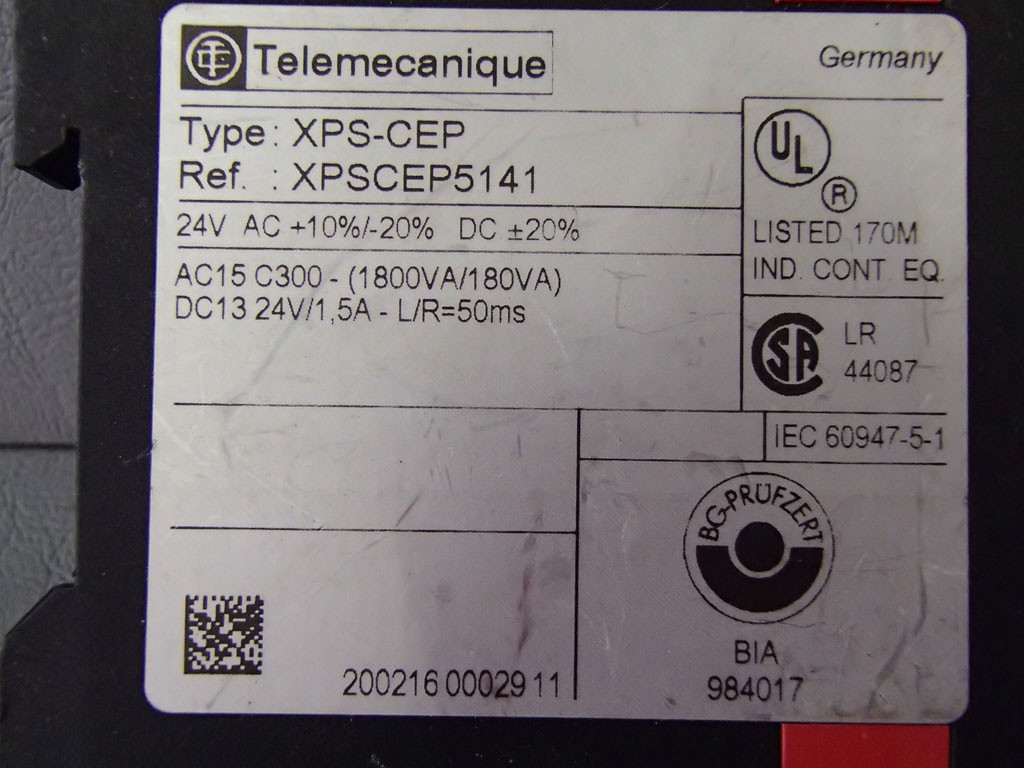 Telemecanique
Germany
Type : XPS-CEP
Ref. : XPSCEP5141
24V AC +10%/-20% DC ±20%
AC15 C300 - (1800VA/180VA)
DC13 24V/1,5A - L/R=50ms
UL
®
LISTED 170M
IND. CONT. EQ.
SA
LR
44087
IEC 60947-5-1
BG-PRÜFZERT
BIA
984017
200216 0002911